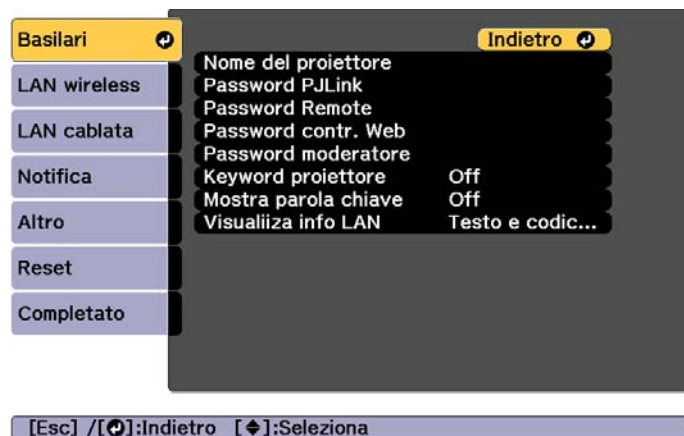 Basilari
Indietro
Nome del proiettore
LAN wireless
Password PJLink
Password Remote
LAN cablata
Password contr. Web
Password moderatore
Notifica
Keyword proiettore Off
Mostra parola chiave Off
Altro
Visualiiza info LAN Testo e codic...
Reset
Completato
[Esc] /[ ]:Indietro [ ]:Seleziona